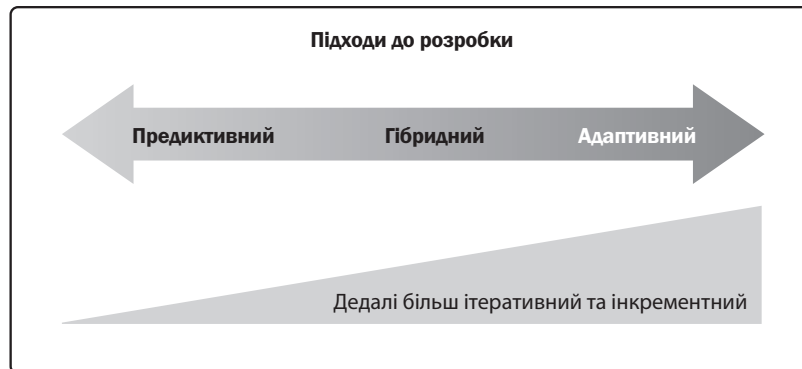 Підходи до розробки
Предиктивний Гібридний Адаптивний
Дедалі більш ітеративний та інкрементний